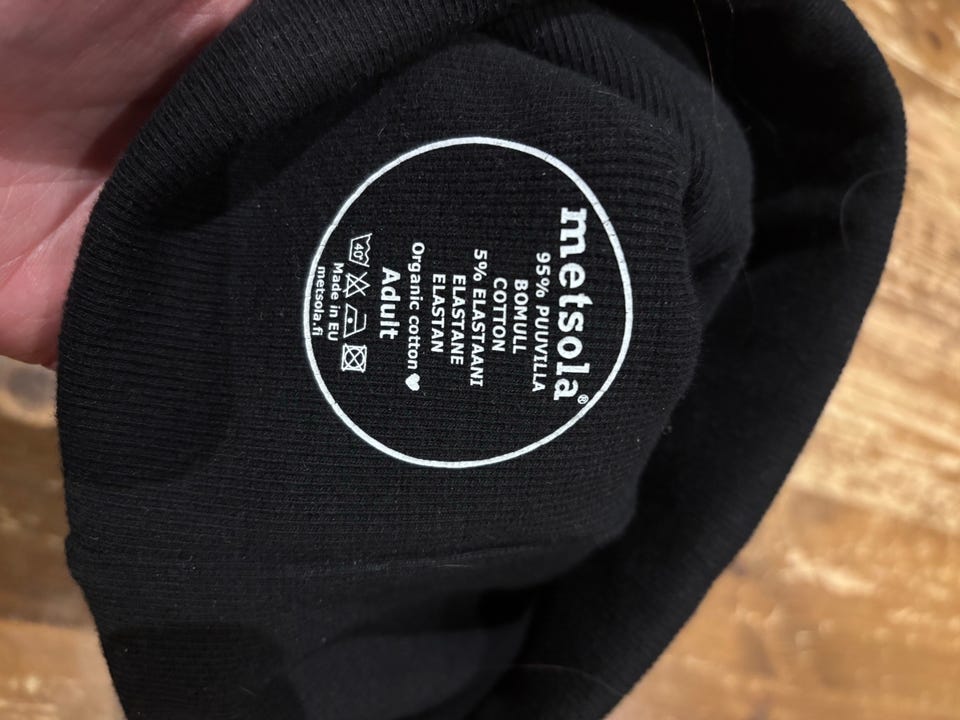 metsola®
95% PUUVILLA
BOMULL
COTTON
5% ELASTAANI
ELASTANE
ELASTAN
Organic cotton♥
Adult
40°
Made in EU
metsola.fi